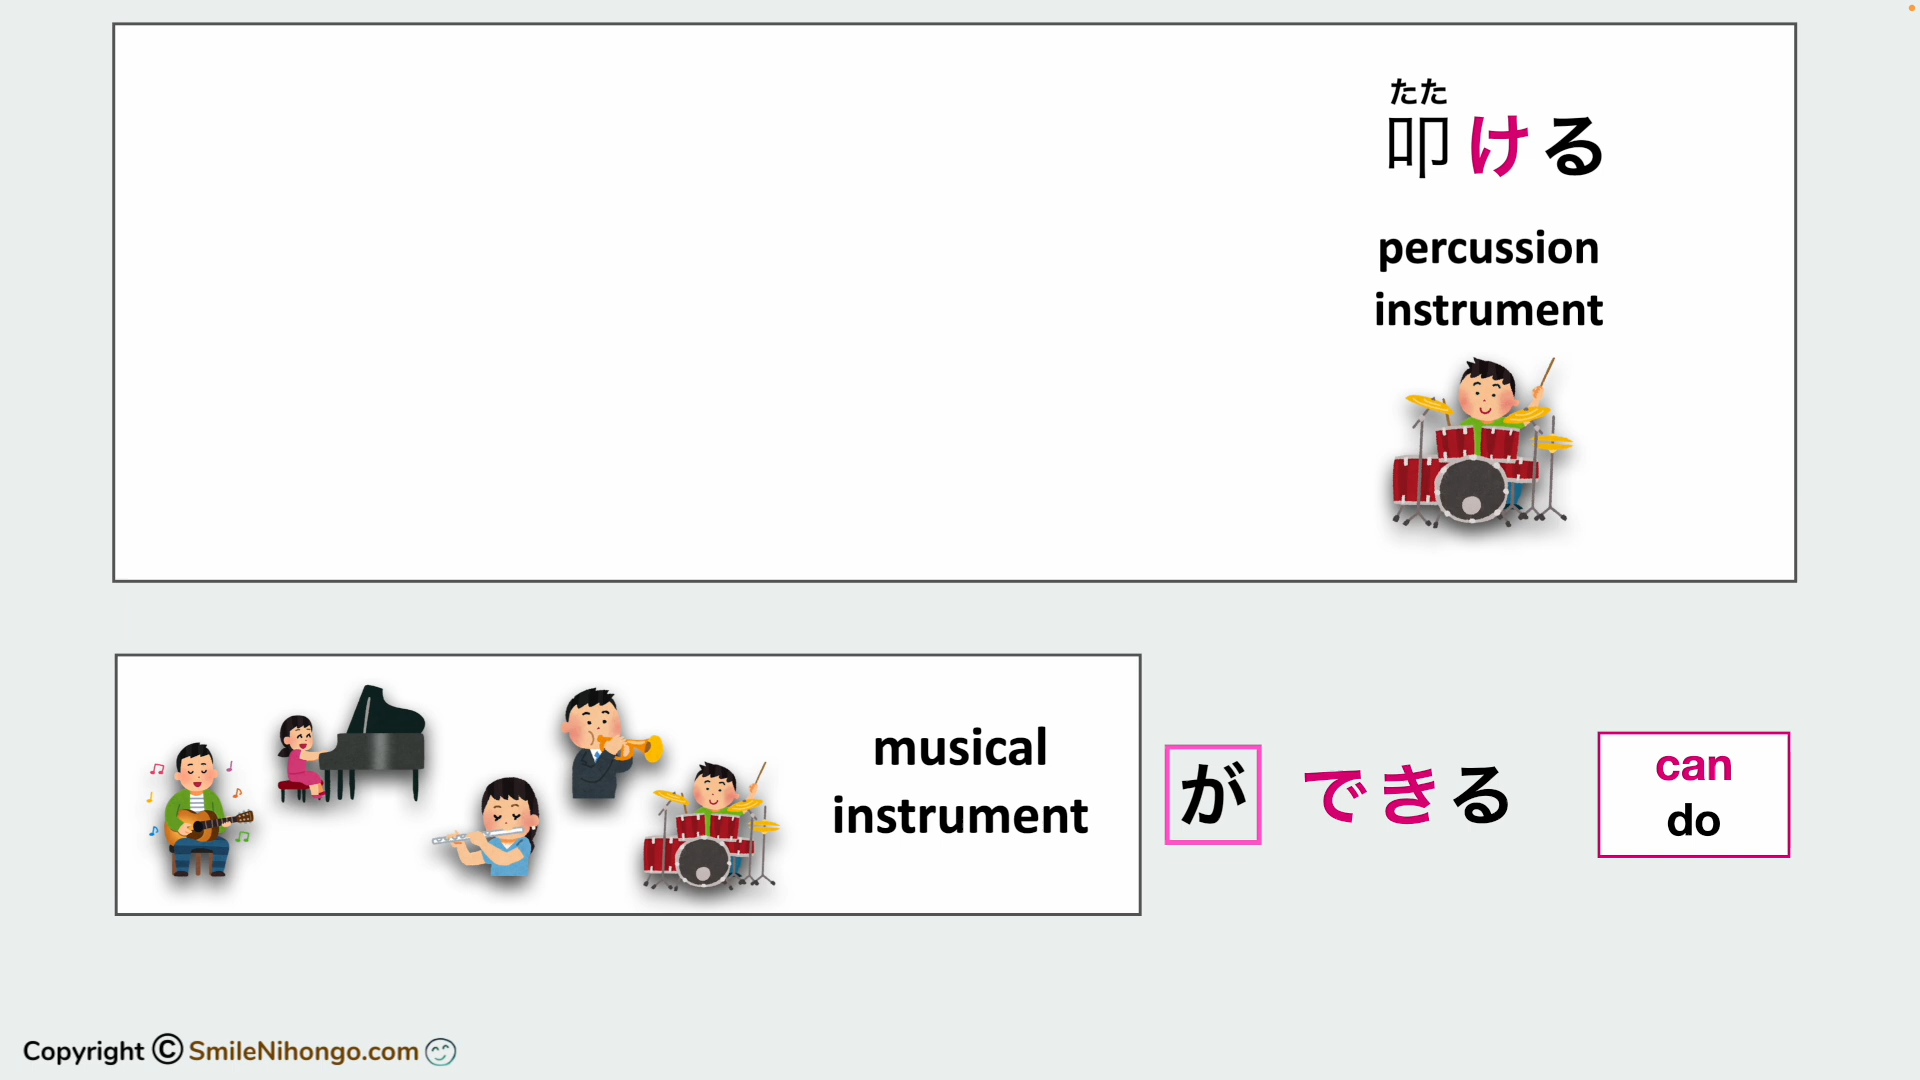 たた
叩ける
percussion
instrument
musical
instrument
が できる
can
do
Copyright © SmileNihongo.com